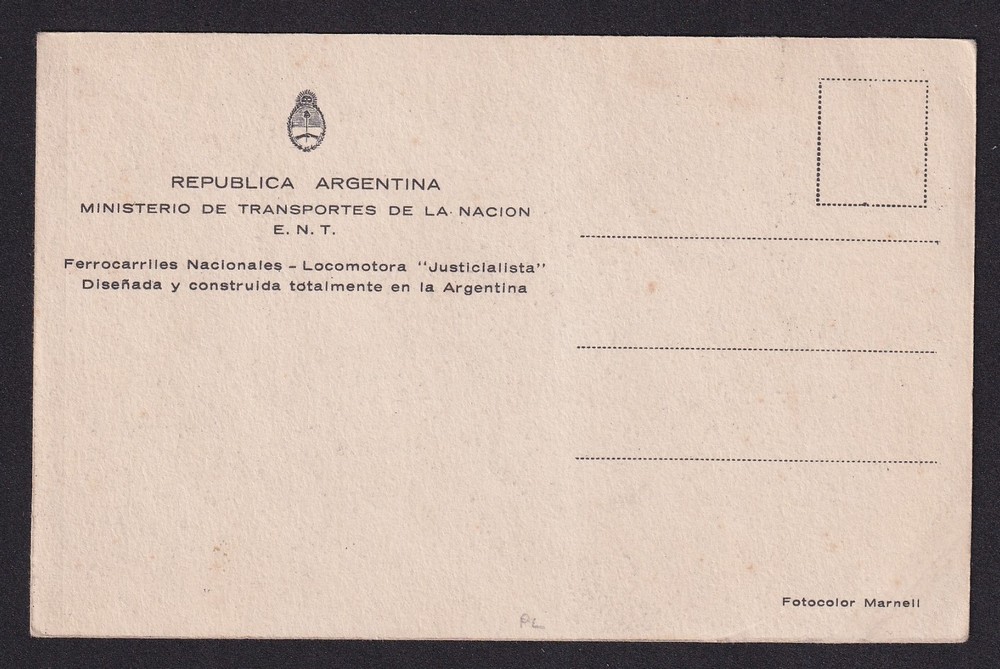 REPUBLICA ARGENTINA
MINISTERIO DE TRANSPORTES DE LA NACION
E. N. T.
Ferrocarriles Nacionales - Locomotora "Justicialista"
Diseñada y construida totalmente en la Argentina
Fotocolor Marnell
PL